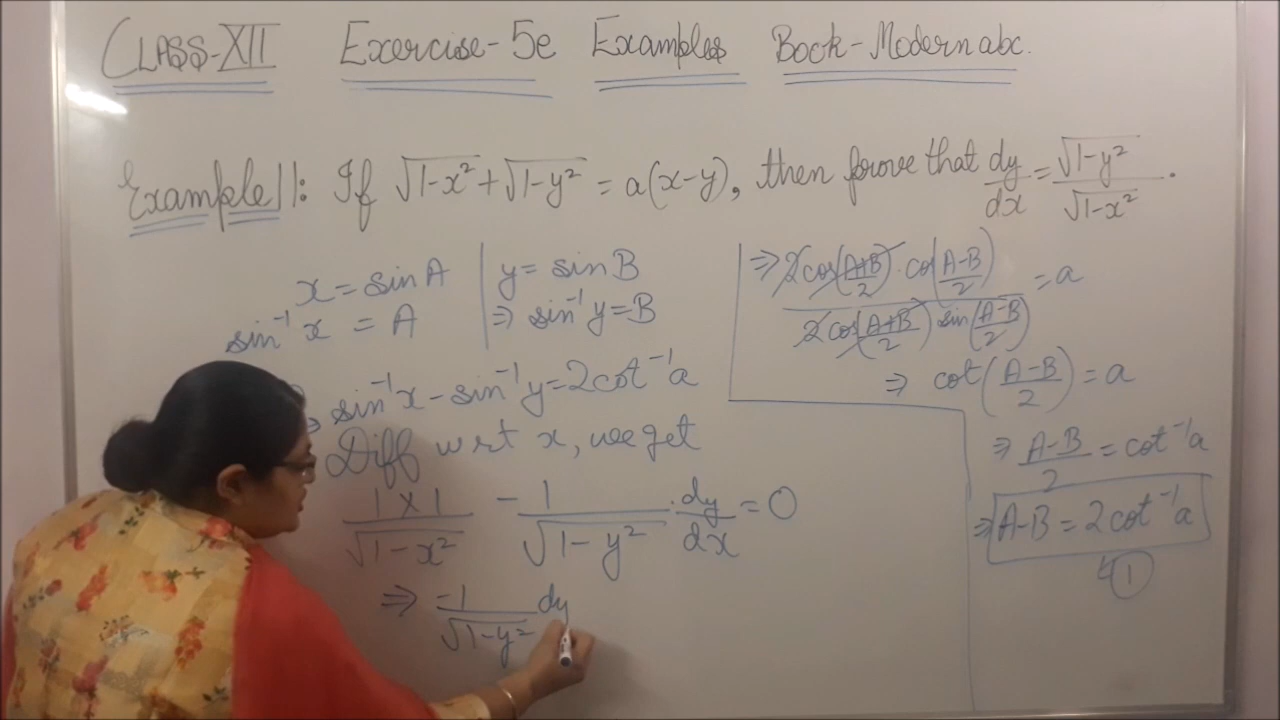 CLASS-XII Exercise-5e Examples Book-Modern abc.
Example 11: If √(1-x²) + √(1-y²) = a(x-y), then prove that dy/dx = √(1-y²)/√(1-x²).
x = sin A | y = sin B
sin⁻¹ x = A | ⇒ sin⁻¹ y = B
⇒ sin⁻¹x - sin⁻¹y = 2cot⁻¹a
Diff w r t x, we get
1 × 1/√(1-x²) - 1/√(1-y²) · dy/dx = 0
⇒ -1/√(1-y²) dy
⇒ 2cos((A+B)/2) · cos((A-B)/2) / 2cos((A+B)/2) sin((A-B)/2) = a
⇒ cot((A-B)/2) = a
⇒ (A-B)/2 = cot⁻¹a
⇒ A-B = 2cot⁻¹a
①